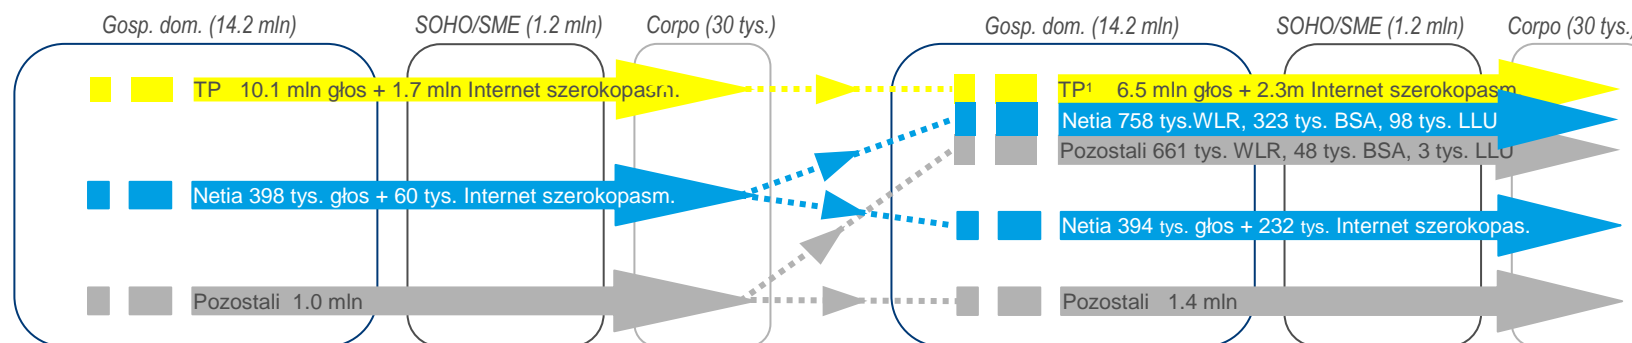 Gosp. dom. (14.2 mln)
SOHO/SME (1.2 mln)
Corpo (30 tys.)
TP 10.1 mln głos + 1.7 mln Internet szerokopasm.
Netia 398 tys. głos + 60 tys. Internet szerokopasm.
Pozostali 1.0 mln
Gosp. dom. (14.2 mln)
SOHO/SME (1.2 mln)
Corpo (30 tys.)
TP¹ 6.5 mln głos + 2.3m Internet szerokopasm.
Netia 758 tys.WLR, 323 tys. BSA, 98 tys. LLU
Pozostali 661 tys. WLR, 48 tys. BSA, 3 tys. LLU
Netia 394 tys. głos + 232 tys. Internet szerokopas.
Pozostali 1.4 mln